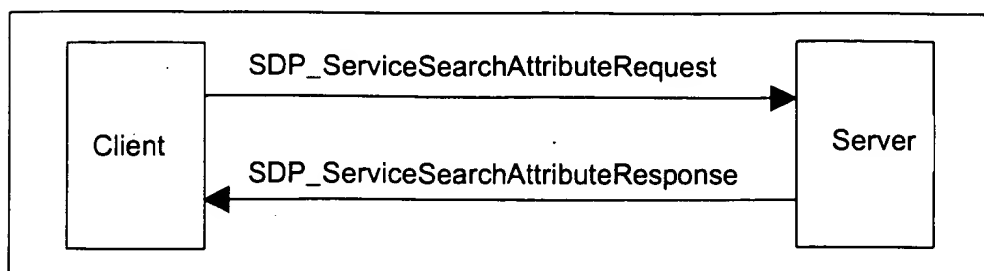 SDP_ServiceSearchAttributeRequest
Client
Server
SDP_ServiceSearchAttributeResponse